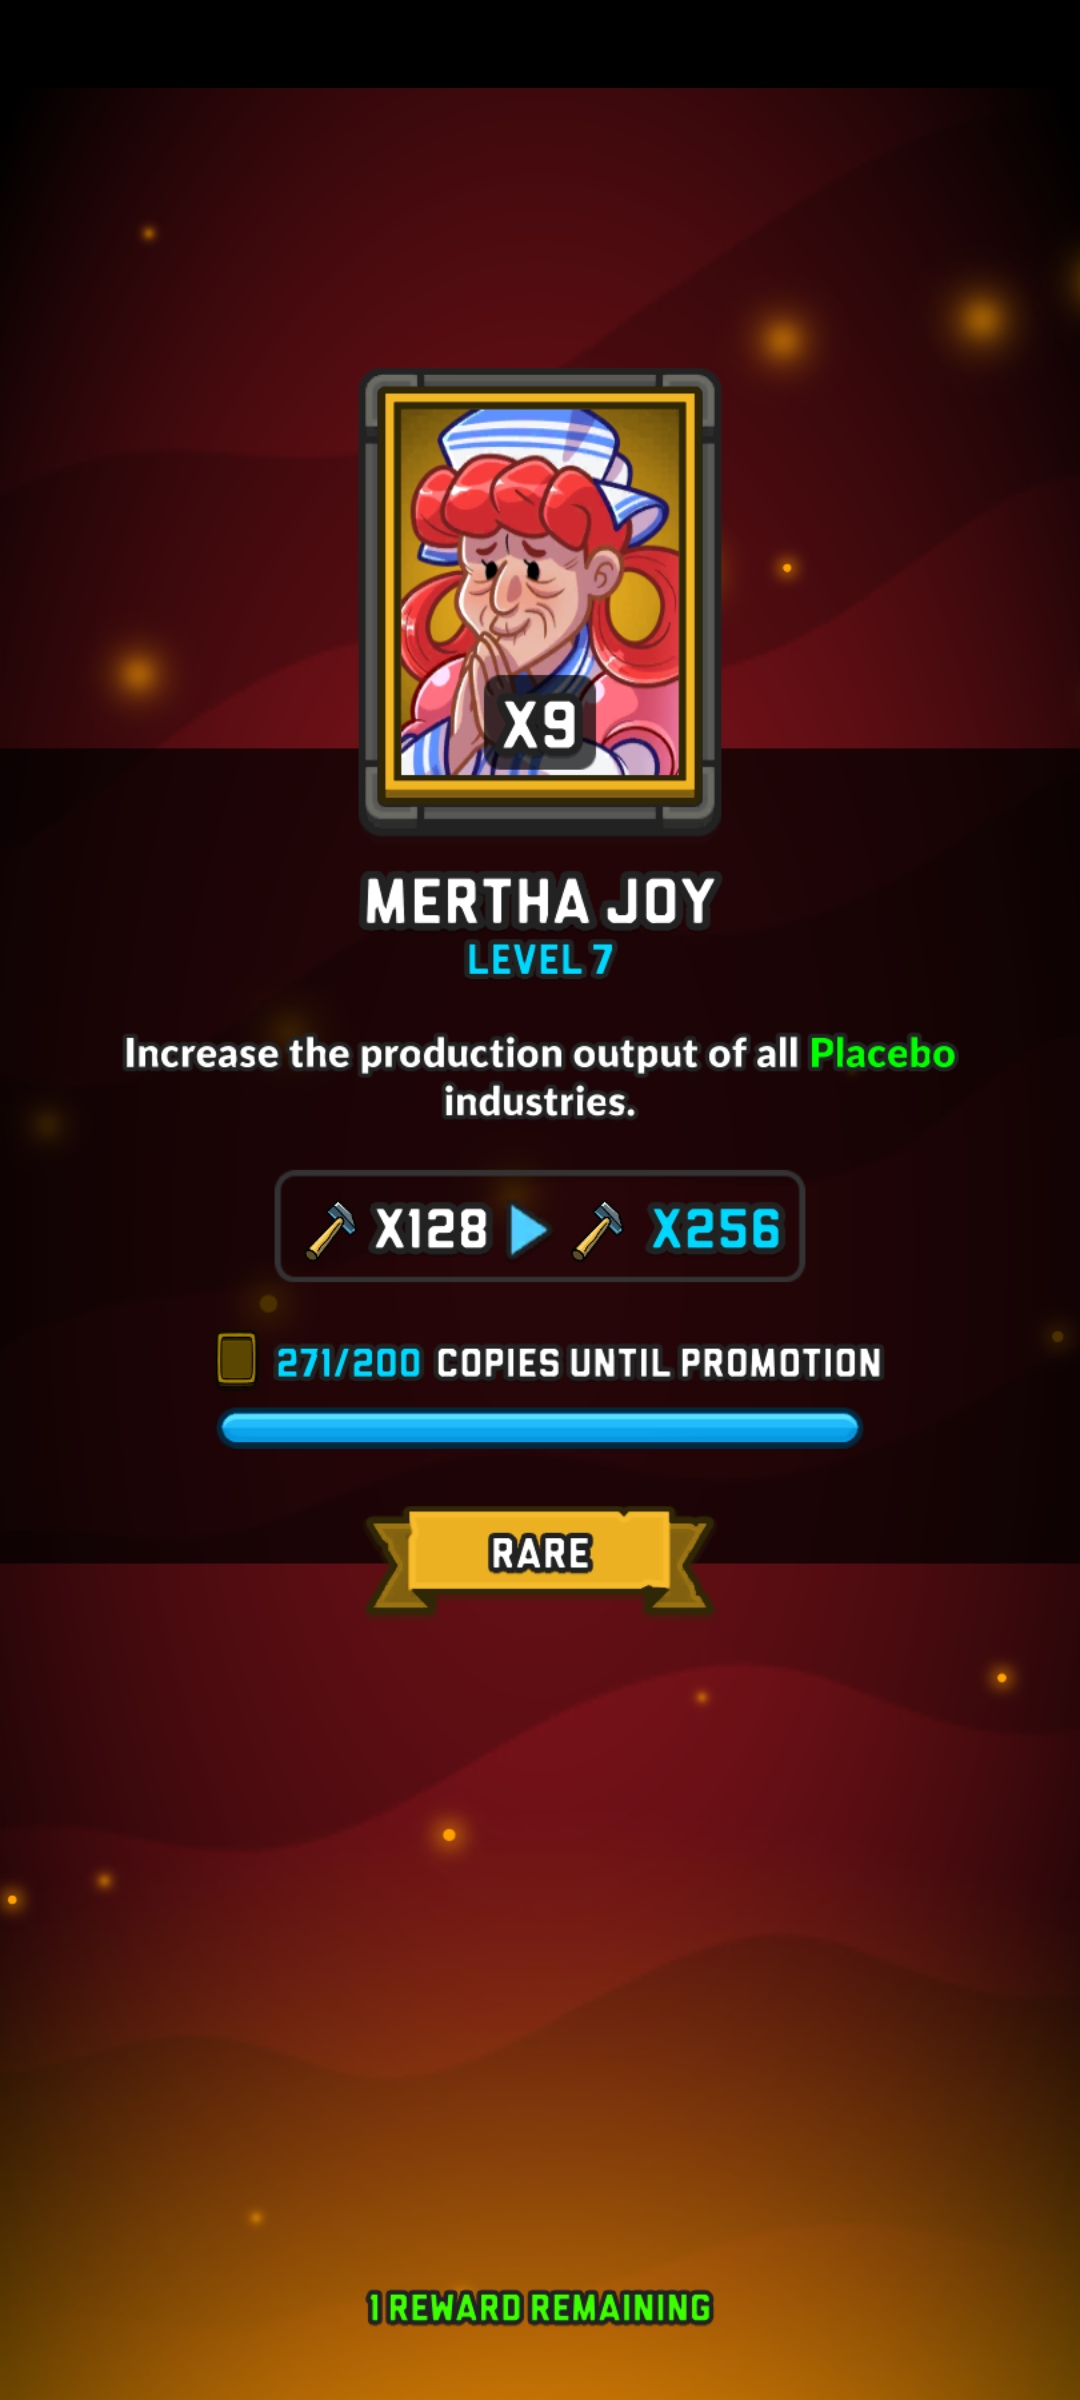 X9
MERTHA JOY
LEVEL 7
Increase the production output of all Placebo
industries.
X128 X256
271/200 COPIES UNTIL PROMOTION
RARE
1 REWARD REMAINING